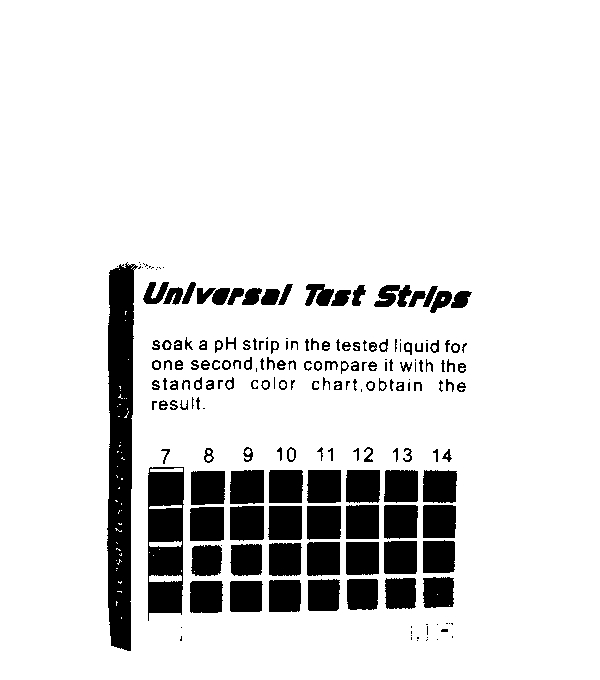 Universal Test Strips
soak a pH strip in the tested liquid for
one second,then compare it with the
standard color chart,obtain the
result.
7 8 9 10 11 12 13 14